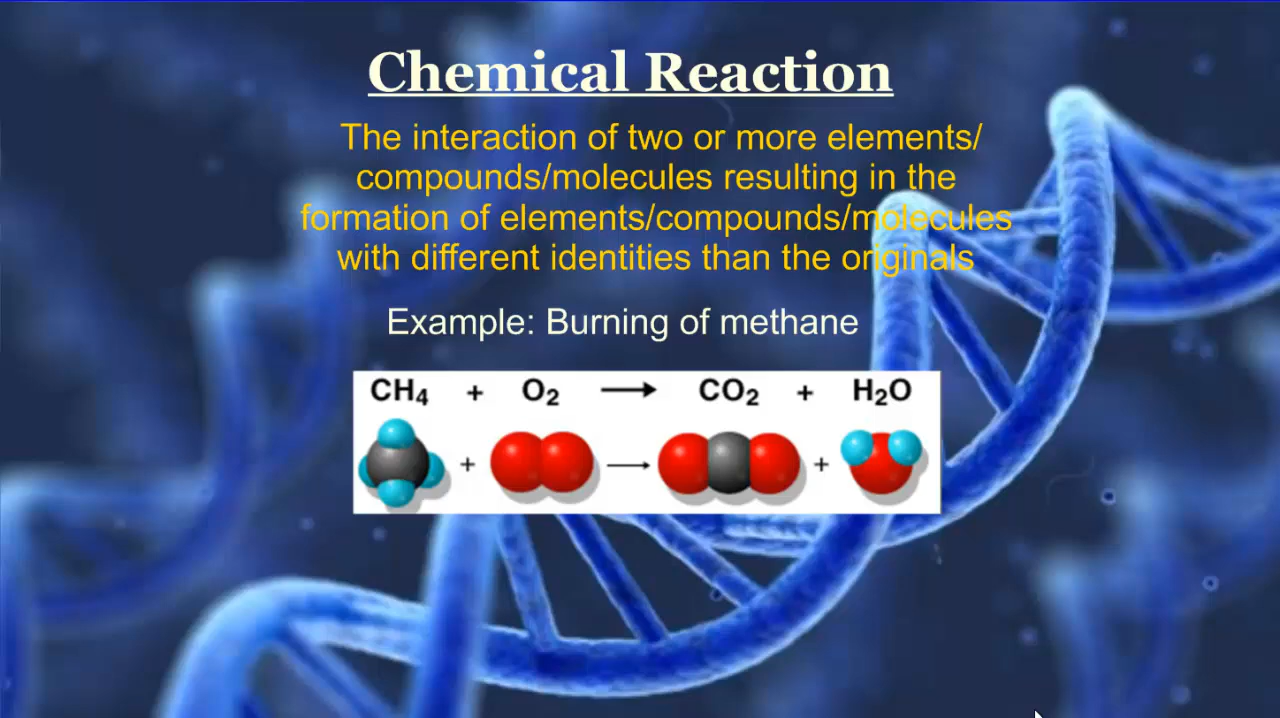 Chemical Reaction
The interaction of two or more elements/
compounds/molecules resulting in the
formation of elements/compounds/molecules
with different identities than the originals
Example: Burning of methane
CH₄ + O₂ → CO₂ + H₂O
+ → +